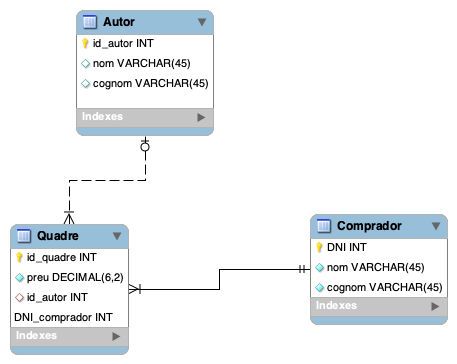 Autor
id_autor INT
nom VARCHAR(45)
cognom VARCHAR(45)
Indexes
Quadre
id_quadre INT
preu DECIMAL(6,2)
id_autor INT
DNI_comprador INT
Indexes
Comprador
DNI INT
nom VARCHAR(45)
cognom VARCHAR(45)
Indexes